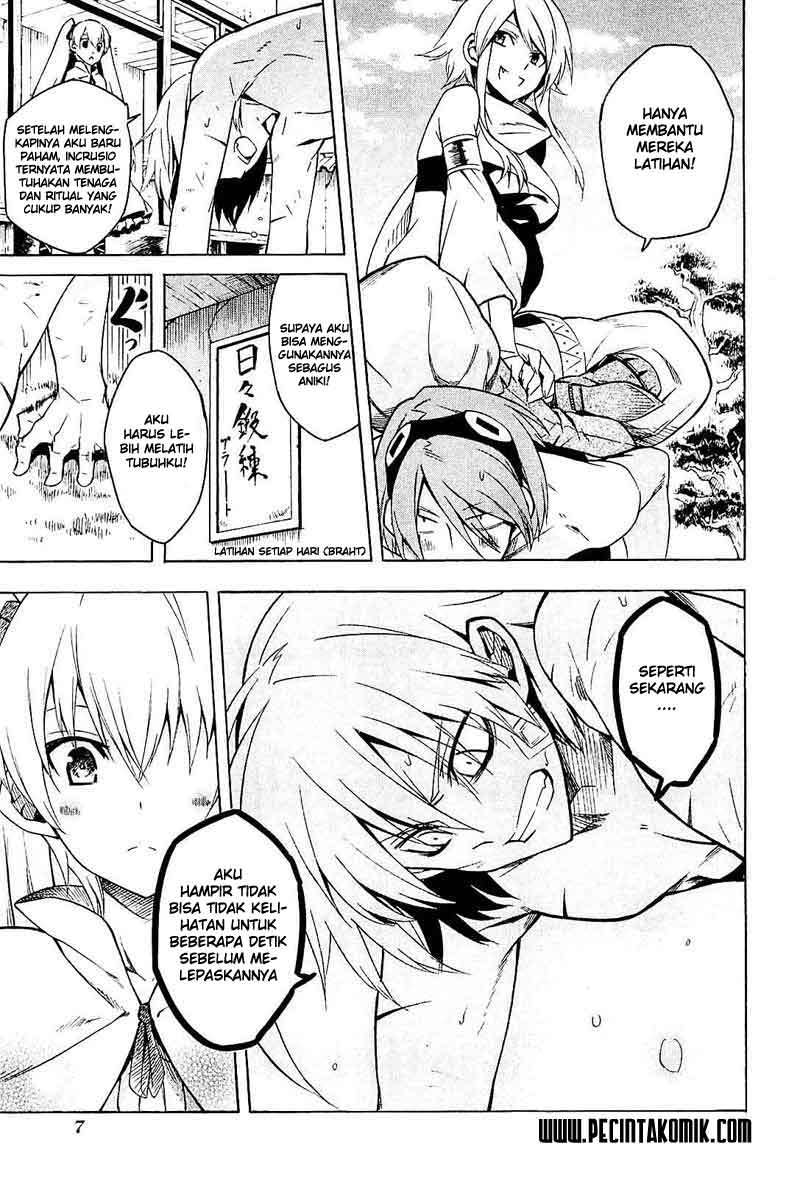 HANYA
MEMBANTU
MEREKA
LATIHAN!
SETELAH MELENG-
KAPINYA AKU BARU
PAHAM, INCRUSIO
TERNYATA MEMBU-
TUHAKAN TENAGA
DAN RITUAL YANG
CUKUP BANYAK!
SUPAYA AKU
BISA MENG-
GUNAKANNYA
SEBAGUS
ANIKI!
日々鍛練
ブラート
LATIHAN SETIAP HARI (BRAHT)
AKU
HARUS LE-
BIH MELATIH
TUBUHKU!
ぐっ
SEPERTI
SEKARANG
....
AKU
HAMPIR TIDAK
BISA TIDAK KELI-
HATAN UNTUK
BEBERAPA DETIK
SEBELUM ME-
LEPASKANNYA
7
WWW.PECINTAKOMIK.COM